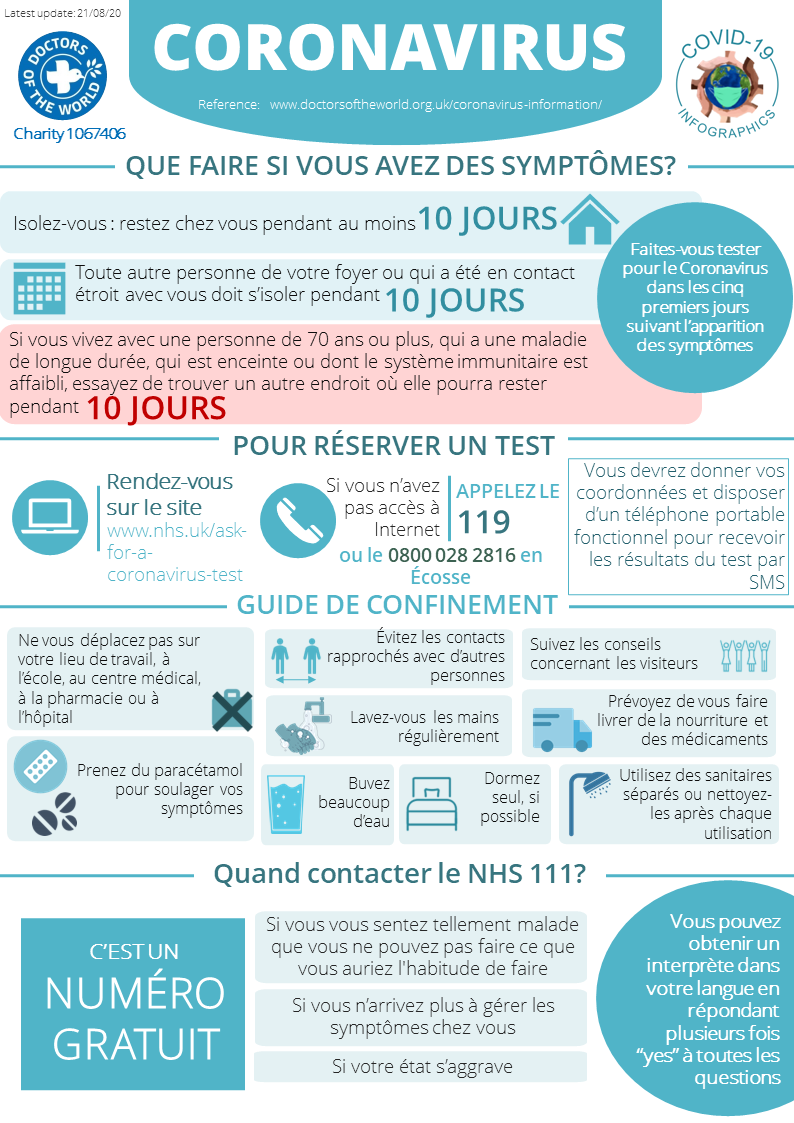 Latest update: 21/08/20
DOCTORS OF THE WORLD
Charity 1067406
CORONAVIRUS
Reference: www.doctorsoftheworld.org.uk/coronavirus-information/
COVID-19
INFOGRAPHICS
QUE FAIRE SI VOUS AVEZ DES SYMPTÔMES?
Isolez-vous : restez chez vous pendant au moins 10 JOURS
Toute autre personne de votre foyer ou qui a été en contact
étroit avec vous doit s’isoler pendant 10 JOURS
Si vous vivez avec une personne de 70 ans ou plus, qui a une maladie
de longue durée, qui est enceinte ou dont le système immunitaire est
affaibli, essayez de trouver un autre endroit où elle pourra rester
pendant 10 JOURS
Faites-vous tester
pour le Coronavirus
dans les cinq
premiers jours
suivant l’apparition
des symptômes
POUR RÉSERVER UN TEST
Rendez-vous
sur le site
www.nhs.uk/ask-
for-a-
coronavirus-test
Si vous n’avez
pas accès à
Internet
APPELEZ LE
119
ou le 0800 028 2816 en
Écosse
Vous devrez donner vos
coordonnées et disposer
d’un téléphone portable
fonctionnel pour recevoir
les résultats du test par
SMS
GUIDE DE CONFINEMENT
Ne vous déplacez pas sur
votre lieu de travail, à
l’école, au centre médical,
à la pharmacie ou à
l’hôpital
Évitez les contacts
rapprochés avec d’autres
personnes
Suivez les conseils
concernant les visiteurs
Lavez-vous les mains
régulièrement
Prévoyez de vous faire
livrer de la nourriture et
des médicaments
Prenez du paracétamol
pour soulager vos
symptômes
Buvez
beaucoup
d’eau
Dormez
seul, si
possible
Utilisez des sanitaires
séparés ou nettoyez-
les après chaque
utilisation
Quand contacter le NHS 111?
C’EST UN
NUMÉRO
GRATUIT
Si vous vous sentez tellement malade
que vous ne pouvez pas faire ce que
vous auriez l'habitude de faire
Si vous n’arrivez plus à gérer les
symptômes chez vous
Si votre état s’aggrave
Vous pouvez
obtenir un
interprète dans
votre langue en
répondant
plusieurs fois
“yes” à toutes les
questions